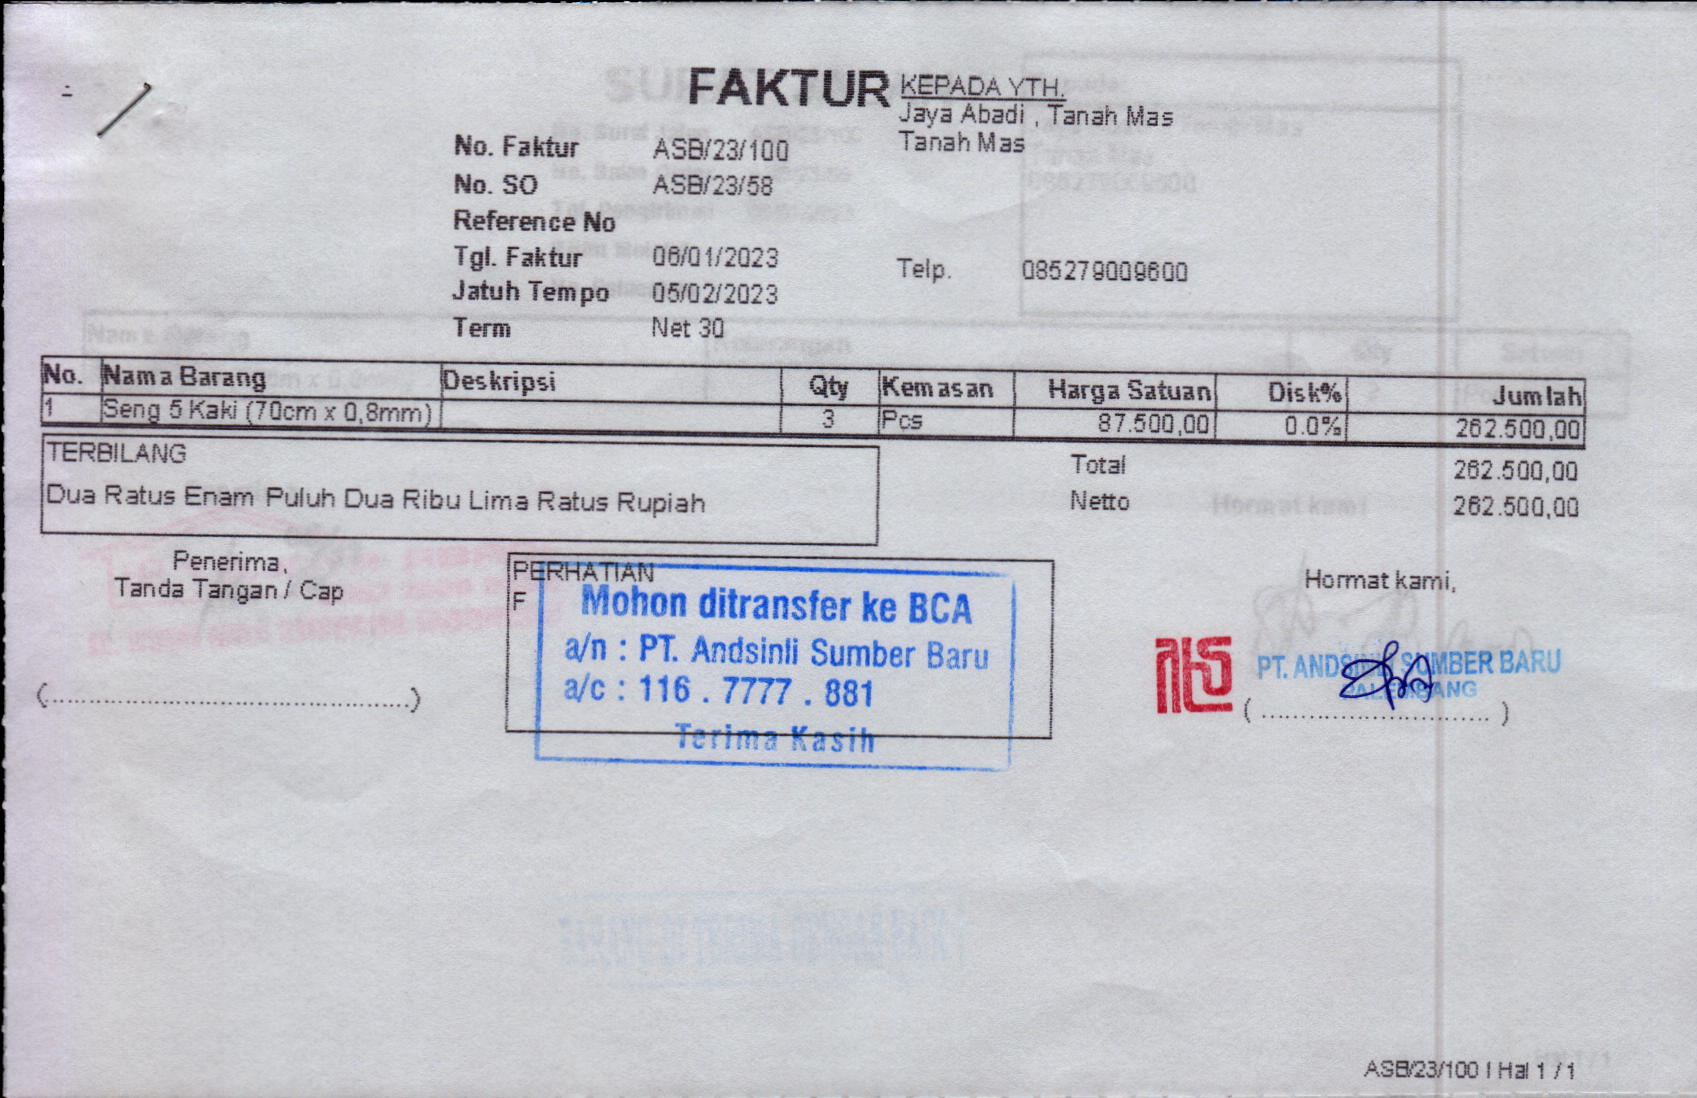 FAKTUR
KEPADA YTH.
Jaya Abadi , Tanah Mas
Tanah Mas
No. Faktur ASB/23/100
No. SO ASB/23/58
Reference No
Tgl. Faktur 06/01/2023
Telp. 085279009600
Jatuh Tempo 05/02/2023
Term Net 30
No. Nama Barang Deskripsi Qty Kemasan Harga Satuan Disk% Jumlah
1 Seng 5 Kaki (70cm x 0,8mm) 3 Pcs 87.500,00 0.0% 262.500,00
TERBILANG
Dua Ratus Enam Puluh Dua Ribu Lima Ratus Rupiah
Total 262.500,00
Netto 262.500,00
Penerima,
Tanda Tangan / Cap
(..........................................)
PERHATIAN
F
Mohon ditransfer ke BCA
a/n : PT. Andsinli Sumber Baru
a/c : 116 . 7777 . 881
Terima Kasih
Hormat kami,
PT. ANDSINLI SUMBER BARU
PALEMBANG
( .............................. )
ASB/23/100 | Hal 1 / 1